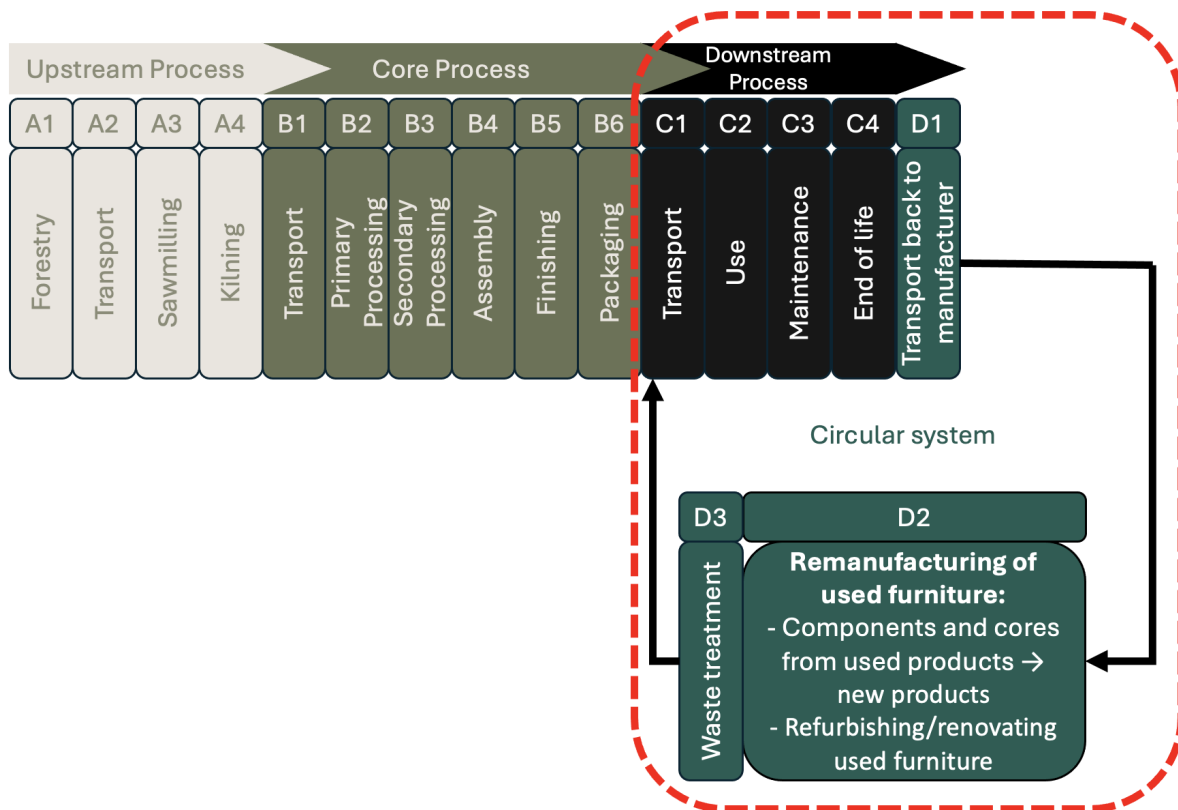 Upstream Process
Core Process
Downstream
Process
A1
A2
A3
A4
B1
B2
B3
B4
B5
B6
C1
C2
C3
C4
D1
Forestry
Transport
Sawmilling
Kilning
Transport
Primary
Processing
Secondary
Processing
Assembly
Finishing
Packaging
Transport
Use
Maintenance
End of life
Transport back to
manufacturer
Circular system
D3
D2
Waste treatment
Remanufacturing of
used furniture:
- Components and cores
from used products →
new products
- Refurbishing/renovating
used furniture